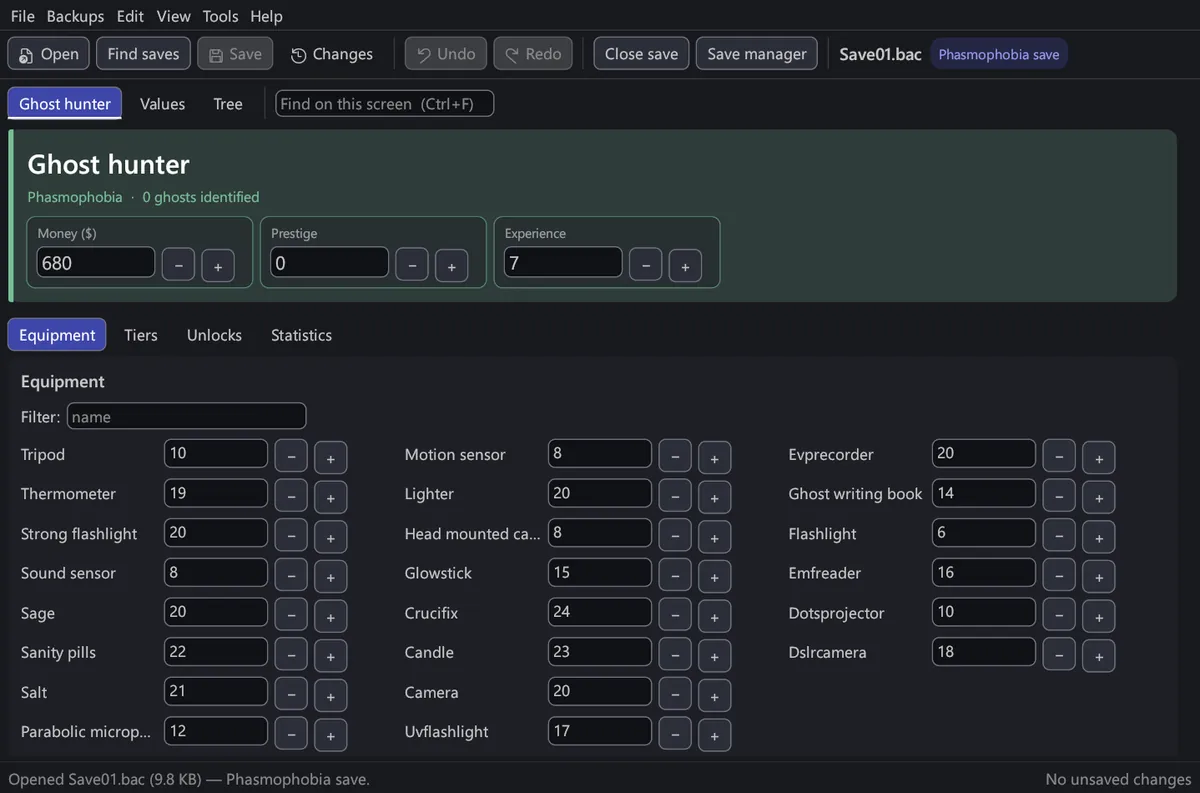 File Backups Edit View Tools Help
Open Find saves Save Changes Undo Redo Close save Save manager Save01.bac Phasmophobia save
Ghost hunter Values Tree Find on this screen (Ctrl+F)
Ghost hunter
Phasmophobia · 0 ghosts identified
Money ($) Prestige Experience
680 − + 0 − + 7 − +
Equipment Tiers Unlocks Statistics
Equipment
Filter: name
Tripod 10 − + Motion sensor 8 − + Evprecorder 20 − +
Thermometer 19 − + Lighter 20 − + Ghost writing book 14 − +
Strong flashlight 20 − + Head mounted ca... 8 − + Flashlight 6 − +
Sound sensor 8 − + Glowstick 15 − + Emfreader 16 − +
Sage 20 − + Crucifix 24 − + Dotsprojector 10 − +
Sanity pills 22 − + Candle 23 − + Dslrcamera 18 − +
Salt 21 − + Camera 20 − +
Parabolic microp... 12 − + Uvflashlight 17 − +
Opened Save01.bac (9.8 KB) — Phasmophobia save. No unsaved changes